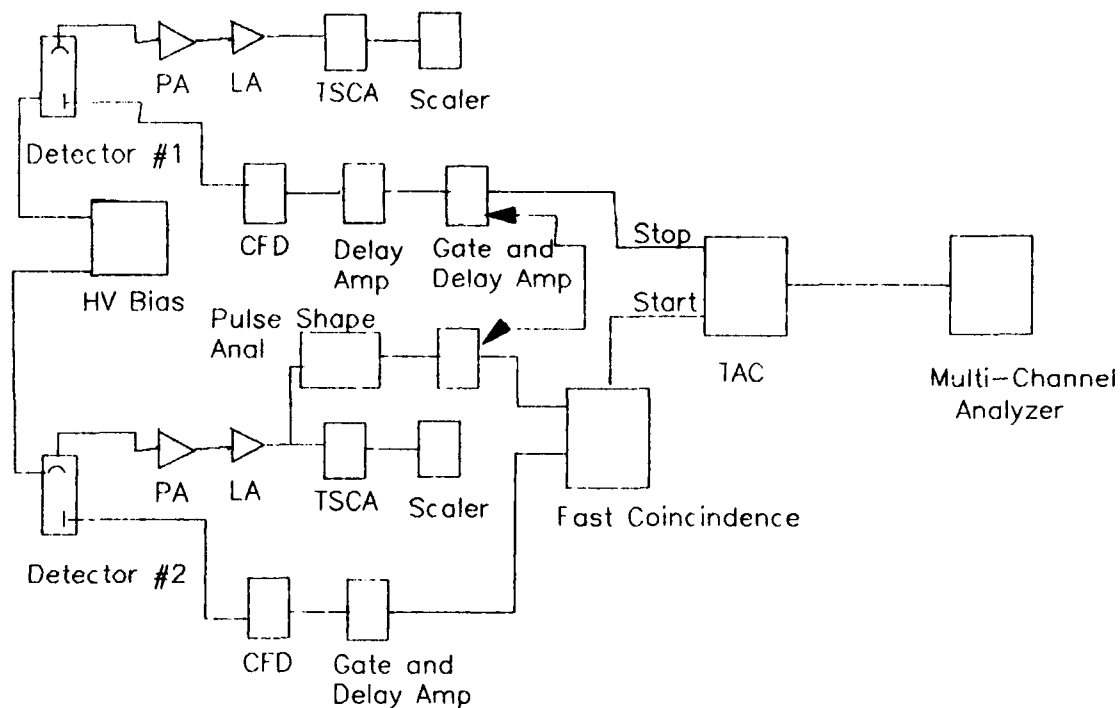 PA
LA
TSCA
Scaler
Detector #1
CFD
Delay
Amp
Gate and
Delay Amp
Stop
HV Bias
Start
Pulse Shape
Anal
TAC
Multi-Channel
Analyzer
PA
LA
TSCA
Scaler
Fast Coincindence
Detector #2
CFD
Gate and
Delay Amp